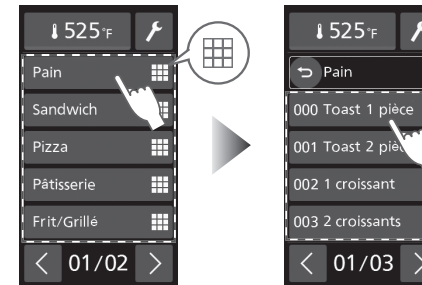 525°F
Pain
Sandwich
Pizza
Pâtisserie
Frit/Grillé
01/02
525°F
Pain
000 Toast 1 pièce
001 Toast 2 piè
002 1 croissant
003 2 croissants
01/03